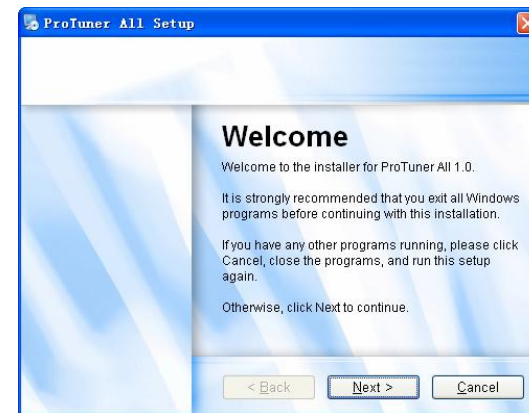 ProTuner All Setup
Welcome
Welcome to the installer for ProTuner All 1.0.
It is strongly recommended that you exit all Windows
programs before continuing with this installation.
If you have any other programs running, please click
Cancel, close the programs, and run this setup
again.
Otherwise, click Next to continue.
< Back
Next >
Cancel